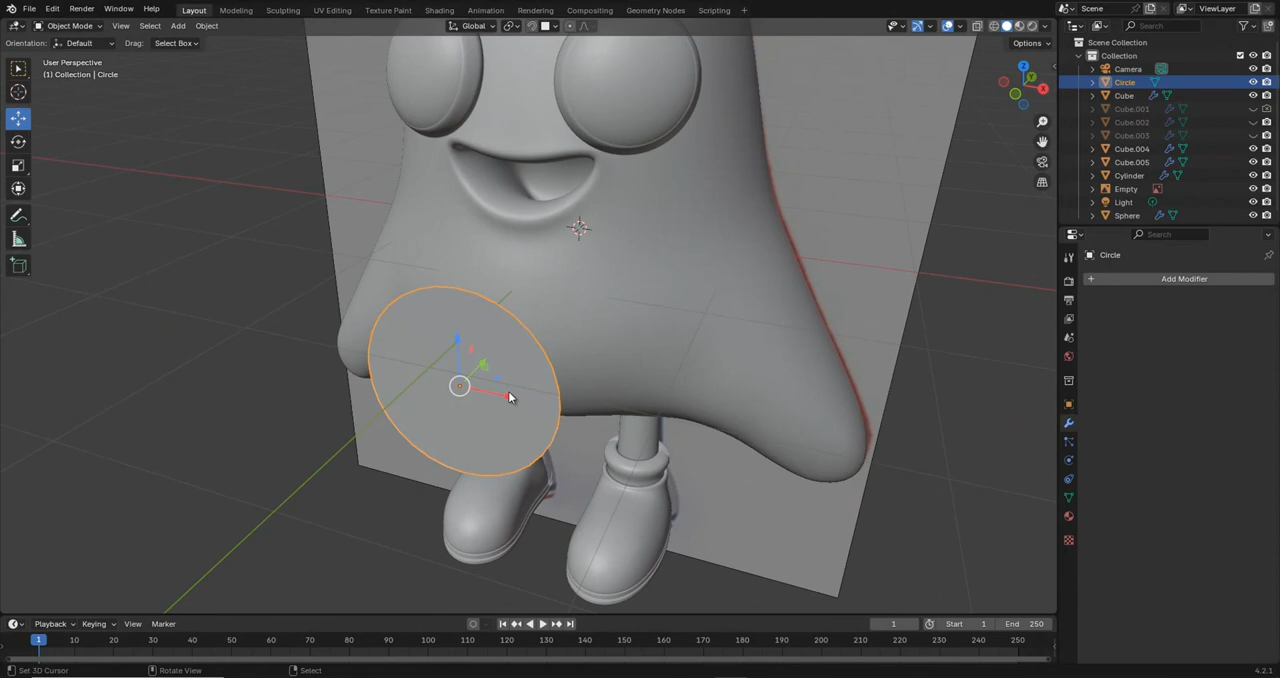 File Edit Render Window Help Layout Modeling Sculpting UV Editing Texture Paint Shading Animation Rendering Compositing Geometry Nodes Scripting + Scene ViewLayer
Object Mode View Select Add Object Global Search
Orientation: Default Drag: Select Box Options
User Perspective
(1) Collection | Circle
Z
Y
X
Scene Collection
Collection
Camera
Circle
Cube
Cube.001
Cube.002
Cube.003
Cube.004
Cube.005
Cylinder
Empty
Light
Sphere
Search
Circle
+ Add Modifier
Playback Keying View Marker 1 Start 1 End 250
1 10 20 30 40 50 60 70 80 90 100 110 120 130 140 150 160 170 180 190 200 210 220 230 240 250
Set 3D Cursor Rotate View Select 4.2.1